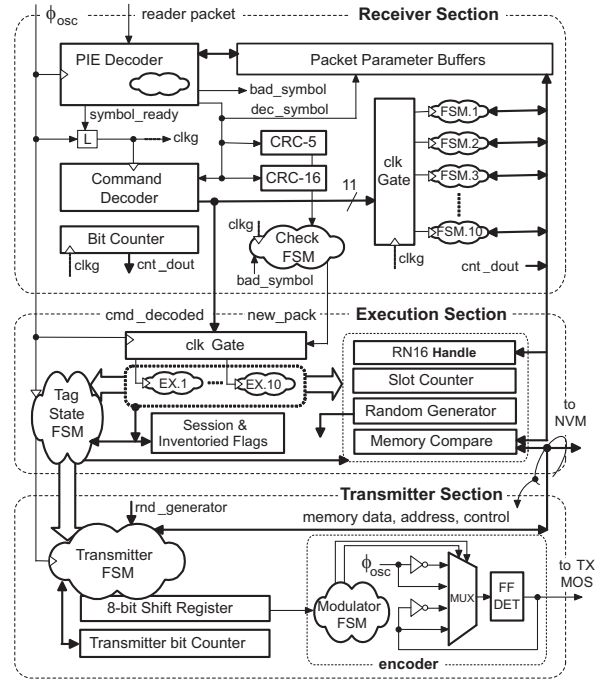 ϕosc
reader packet
Receiver Section
PIE Decoder
Packet Parameter Buffers
bad_symbol
symbol_ready
dec_symbol
L
clkg
CRC-5
CRC-16
Command
Decoder
11
clk
Gate
FSM.1
FSM.2
FSM.3
FSM.10
clkg
Bit Counter
clkg
cnt_dout
clkg
Check
FSM
bad_symbol
cnt_dout
cmd_decoded
new_pack
Execution Section
clk Gate
EX.1
EX.10
RN16 Handle
Slot Counter
Random Generator
Memory Compare
Tag
State
FSM
Session &
Inventoried Flags
to
NVM
Transmitter Section
rnd_generator
memory data, address, control
Transmitter
FSM
8-bit Shift Register
Transmitter bit Counter
ϕosc
Modulator
FSM
MUX
FF
DET
to TX
MOS
encoder